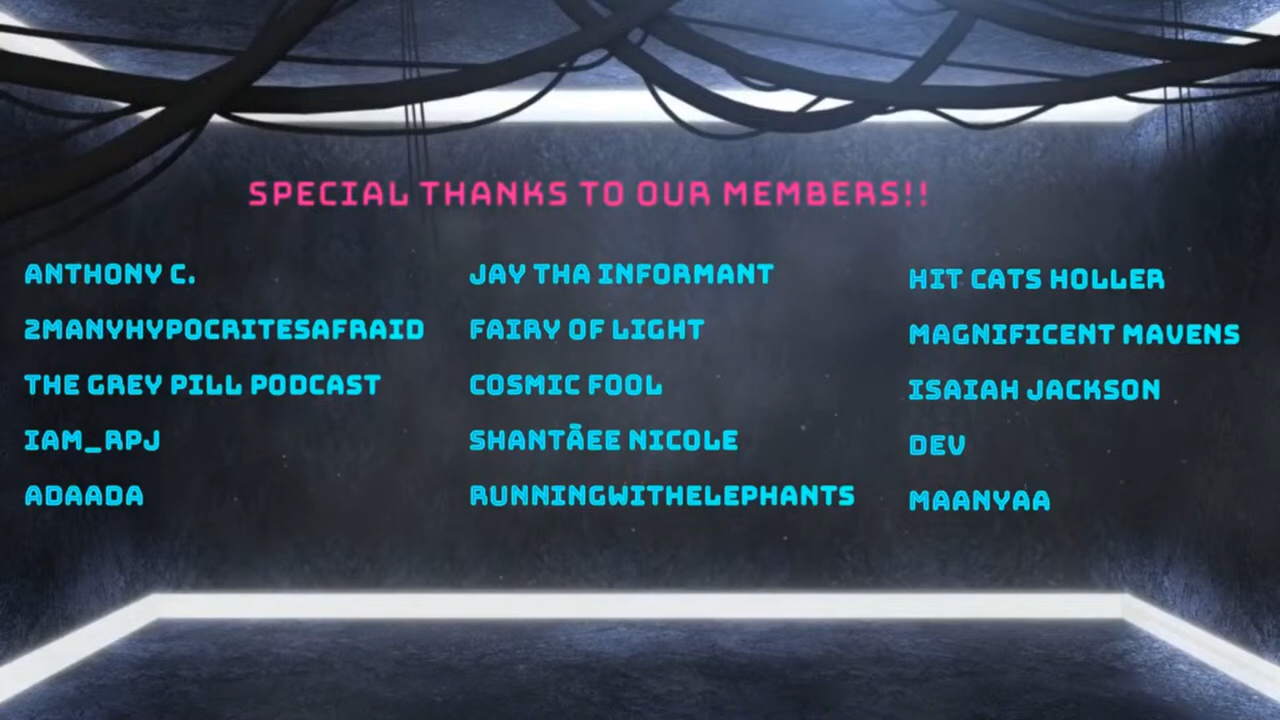 SPECIAL THANKS TO OUR MEMBERS!!
ANTHONY C.
2MANYHYPOCRITESAFRAID
THE GREY PILL PODCAST
IAM_RPJ
ADAADA
JAY THA INFORMANT
FAIRY OF LIGHT
COSMIC FOOL
SHANTÃEE NICOLE
RUNNINGWITHELEPHANTS
HIT CATS HOLLER
MAGNIFICENT MAVENS
ISAIAH JACKSON
DEV
MAANYAA